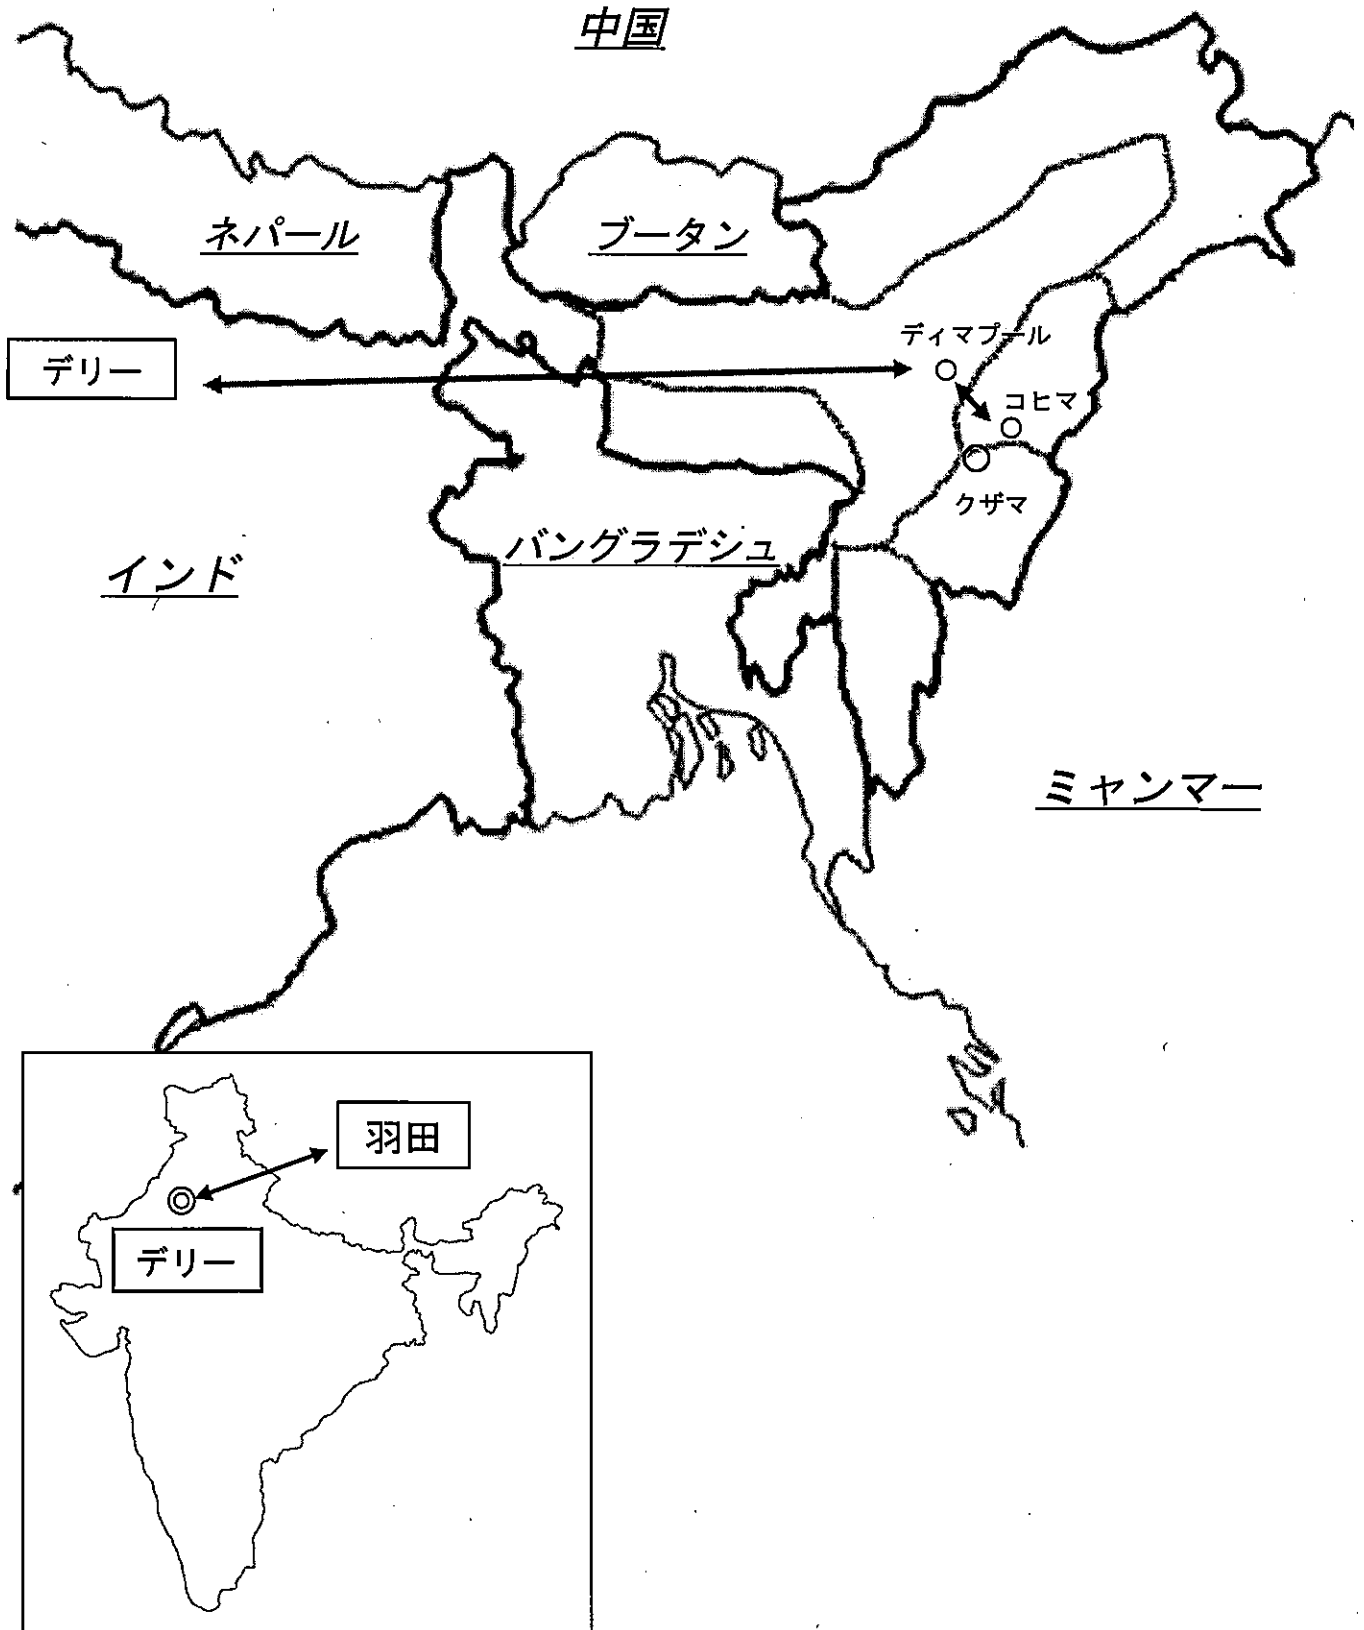 中国
ネパール
ブータン
ディマプール
デリー
コヒマ
クザマ
バングラデシュ
インド
ミャンマー
羽田
デリー